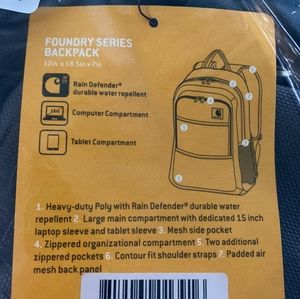 FOUNDRY SERIES
BACKPACK
12in x 18.5in x 7in
Rain Defender®
durable water repellent
Computer Compartment
Tablet Compartment
1. Heavy-duty Poly with Rain Defender® durable water
repellent 2. Large main compartment with dedicated 15 inch
laptop sleeve and tablet sleeve 3. Mesh side pocket
4. Zippered organizational compartment 5. Two additional
zippered pockets 6. Contour fit shoulder straps 7. Padded air
mesh back panel